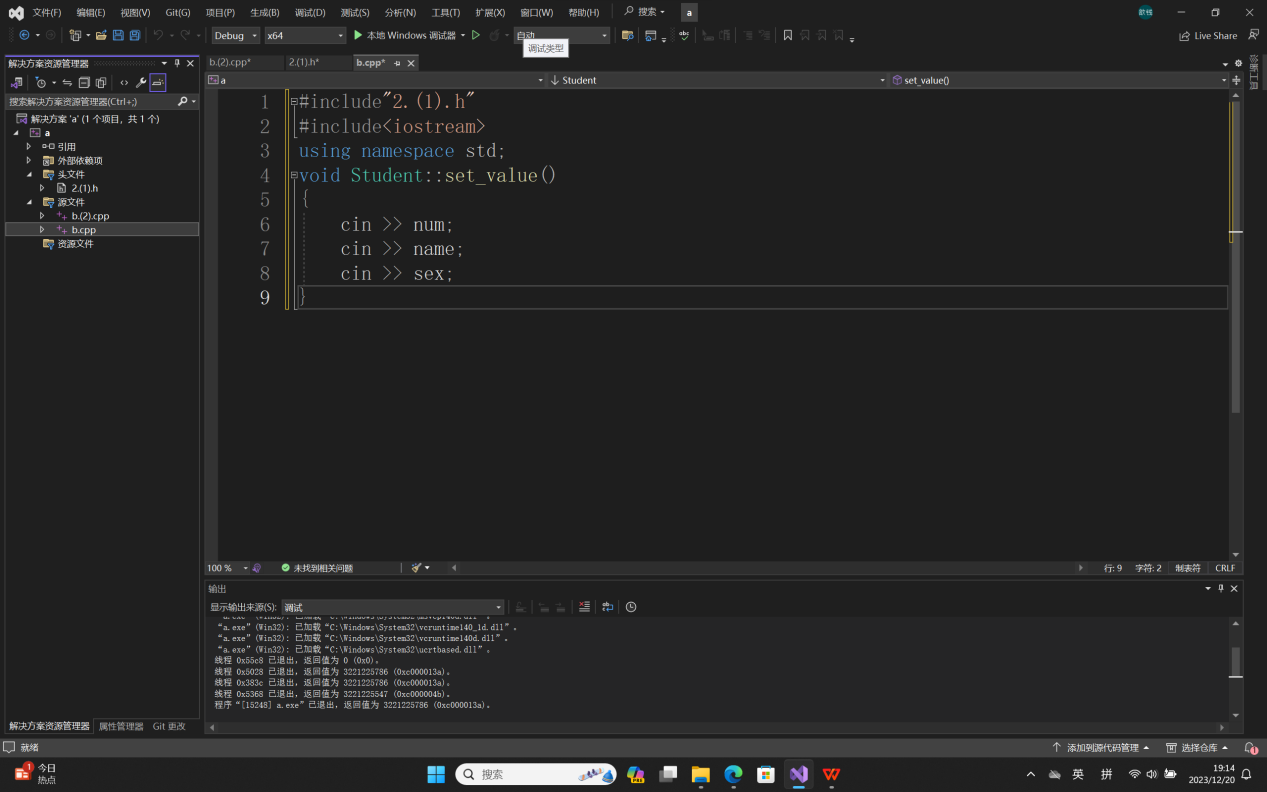 文件(F) 编辑(E) 视图(V) Git(G) 项目(P) 生成(B) 调试(D) 测试(S) 分析(N) 工具(T) 扩展(X) 窗口(W) 帮助(H) 搜索 a
Debug x64 本地 Windows 调试器 自动 Live Share
调试类型
解决方案资源管理器
搜索解决方案资源管理器(Ctrl+;)
解决方案 'a' (1 个项目，共 1 个)
a
引用
外部依赖项
头文件
2.(1).h
源文件
b.(2).cpp
b.cpp
资源文件
解决方案资源管理器 属性管理器 Git 更改
b.(2).cpp* 2.(1).h* b.cpp*
a Student set_value()
1 #include"2.(1).h"
2 #include<iostream>
3 using namespace std;
4 void Student::set_value()
5 {
6 cin >> num;
7 cin >> name;
8 cin >> sex;
9 }
诊断工具
100 % 未找到相关问题 行: 9 字符: 2 制表符 CRLF
输出
显示输出来源(S): 调试
“a.exe”(Win32): 已加载“C:\Windows\System32\vcruntime140_1d.dll”。
“a.exe”(Win32): 已加载“C:\Windows\System32\vcruntime140d.dll”。
“a.exe”(Win32): 已加载“C:\Windows\System32\ucrtbased.dll”。
线程 0x55c8 已退出，返回值为 0 (0x0)。
线程 0x5028 已退出，返回值为 3221225786 (0xc000013a)。
线程 0x383c 已退出，返回值为 3221225786 (0xc000013a)。
线程 0x5368 已退出，返回值为 3221225547 (0xc000004b)。
程序“[15248] a.exe”已退出，返回值为 3221225786 (0xc000013a)。
就绪 添加到源代码管理 选择仓库 1
1 今日
热点
搜索
PRE
英 拼
19:14
2023/12/20